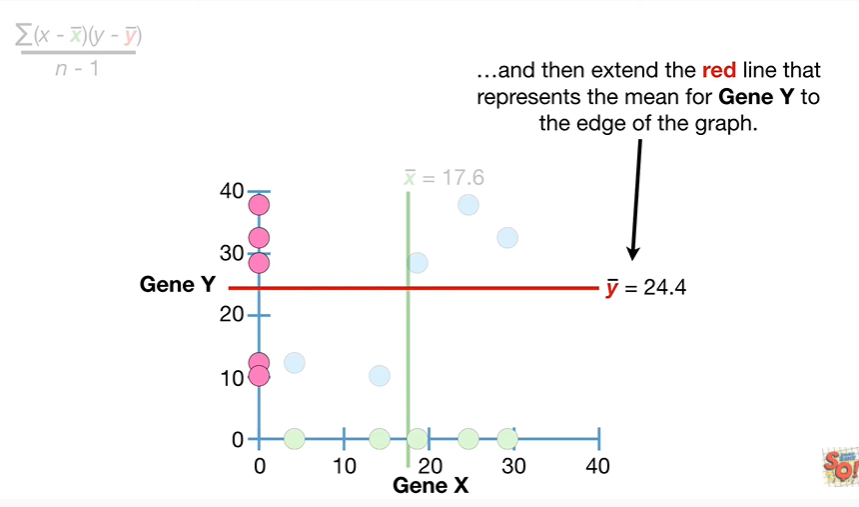 ∑(x - x̅)(y - y̅)
n - 1
...and then extend the red line that
represents the mean for Gene Y to
the edge of the graph.
x̅ = 17.6
40
30
Gene Y
y̅ = 24.4
20
10
0
0 10 20 30 40
Gene X
SQ!